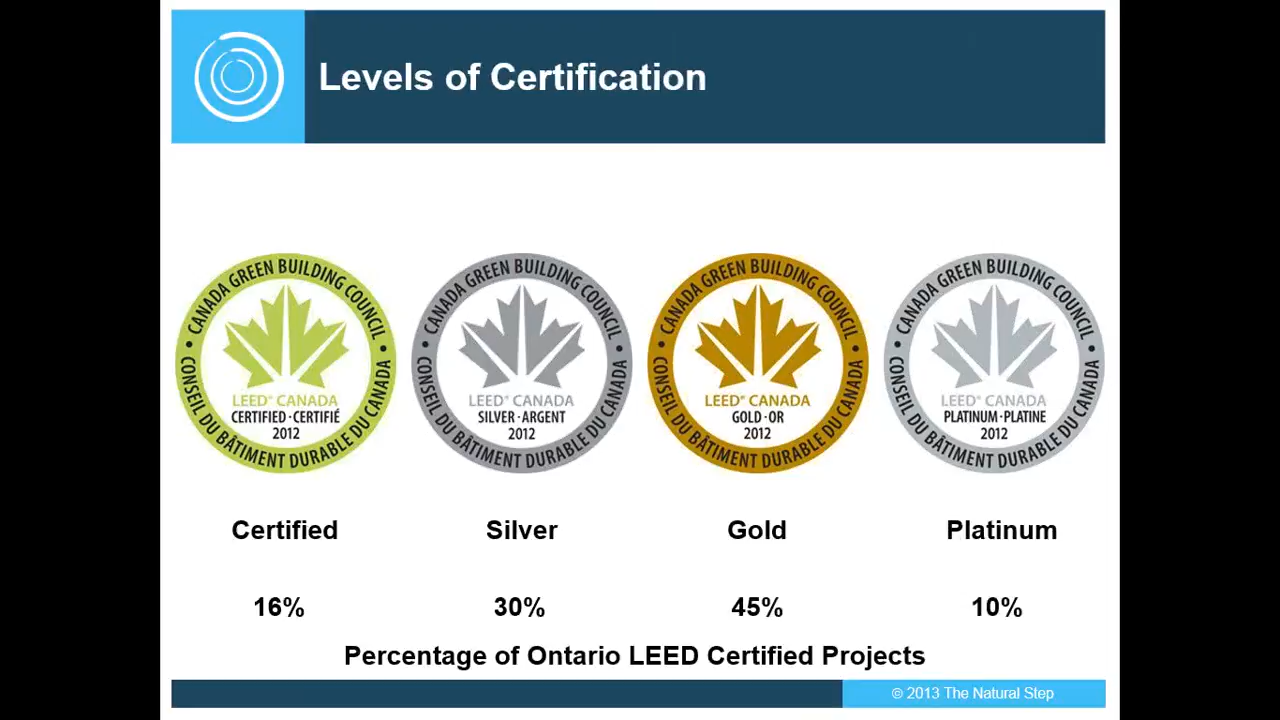 Levels of Certification
CANADA GREEN BUILDING COUNCIL
LEED® CANADA
CERTIFIED·CERTIFIÉ
2012
CONSEIL DU BÂTIMENT DURABLE DU CANADA
CANADA GREEN BUILDING COUNCIL
LEED® CANADA
SILVER·ARGENT
2012
CONSEIL DU BÂTIMENT DURABLE DU CANADA
CANADA GREEN BUILDING COUNCIL
LEED® CANADA
GOLD·OR
2012
CONSEIL DU BÂTIMENT DURABLE DU CANADA
CANADA GREEN BUILDING COUNCIL
LEED® CANADA
PLATINUM·PLATINE
2012
CONSEIL DU BÂTIMENT DURABLE DU CANADA
Certified Silver Gold Platinum
16% 30% 45% 10%
Percentage of Ontario LEED Certified Projects
© 2013 The Natural Step